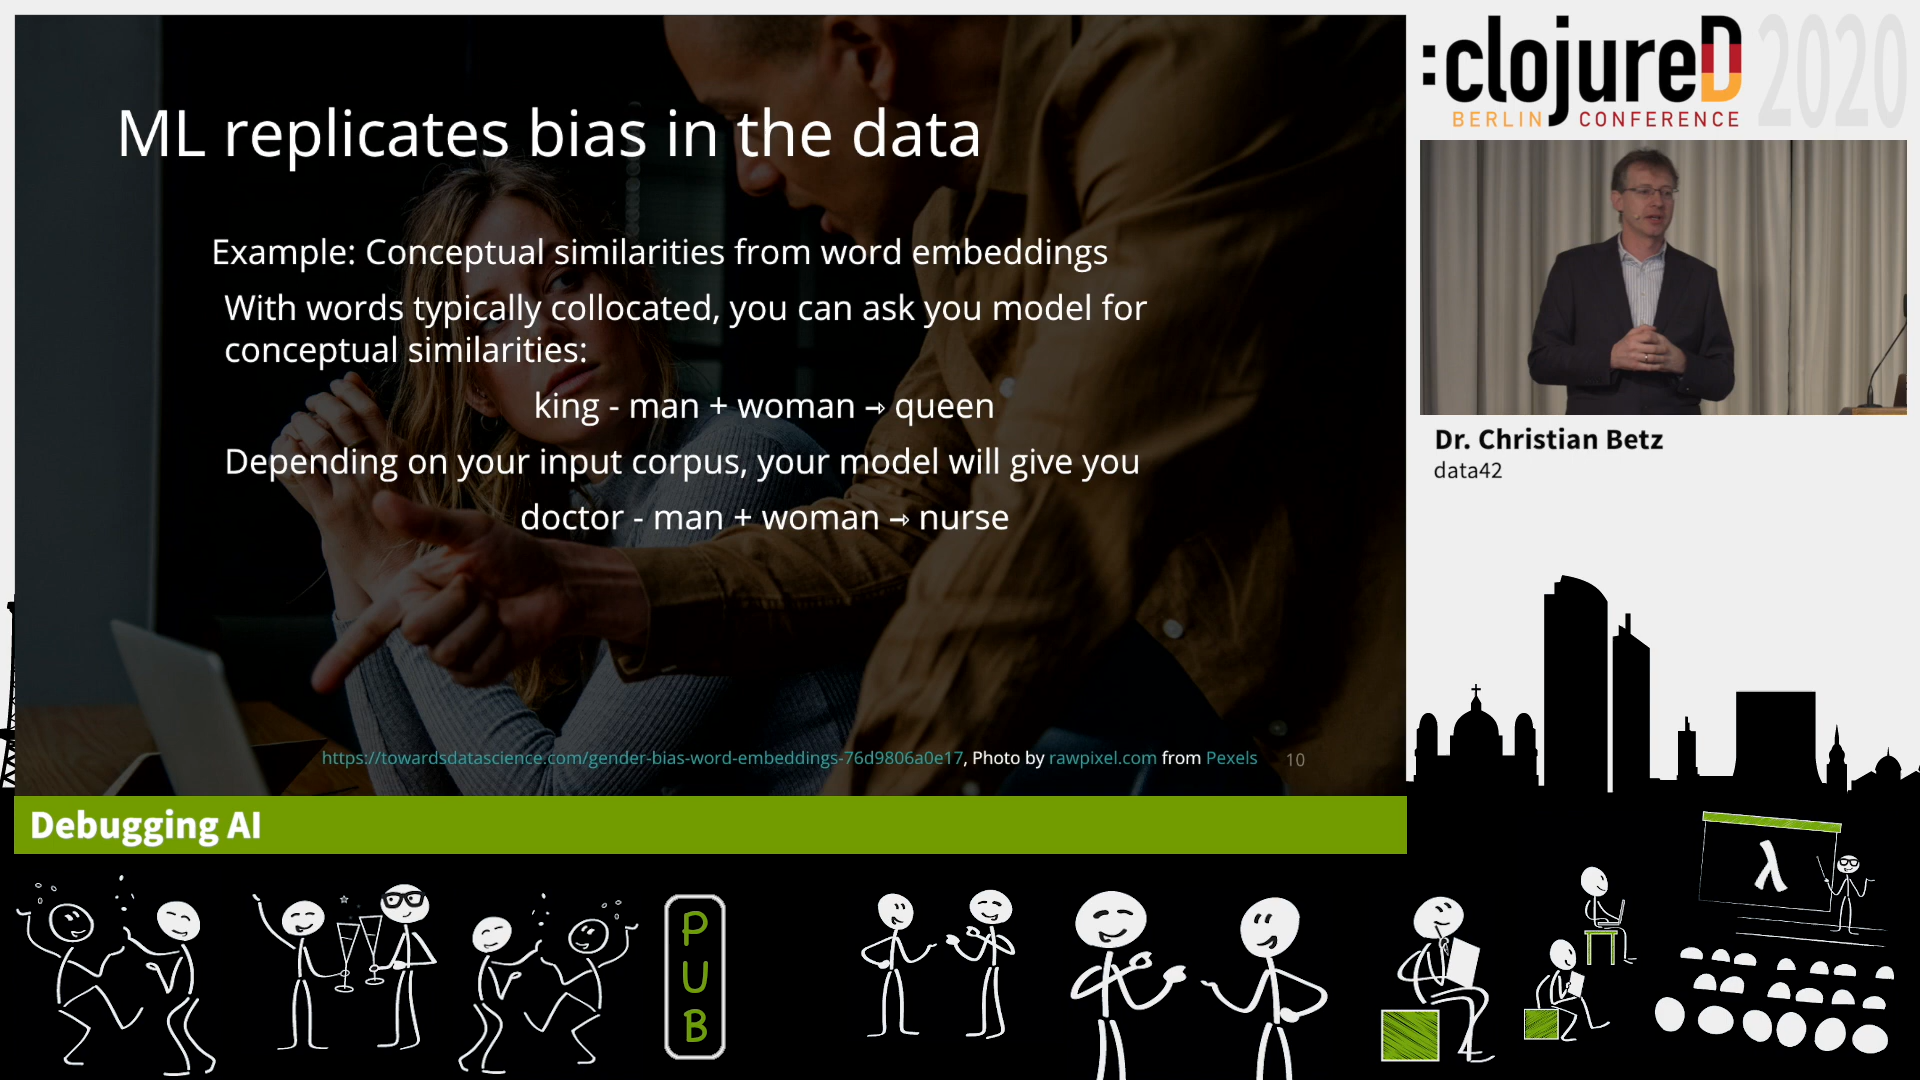 ML replicates bias in the data
Example: Conceptual similarities from word embeddings
With words typically collocated, you can ask you model for
conceptual similarities:
king - man + woman → queen
Depending on your input corpus, your model will give you
doctor - man + woman → nurse
https://towardsdatascience.com/gender-bias-word-embeddings-76d9806a0e17, Photo by rawpixel.com from Pexels
10
:clojureD 2020
BERLIN CONFERENCE
Dr. Christian Betz
data42
Debugging AI
PUB
λ